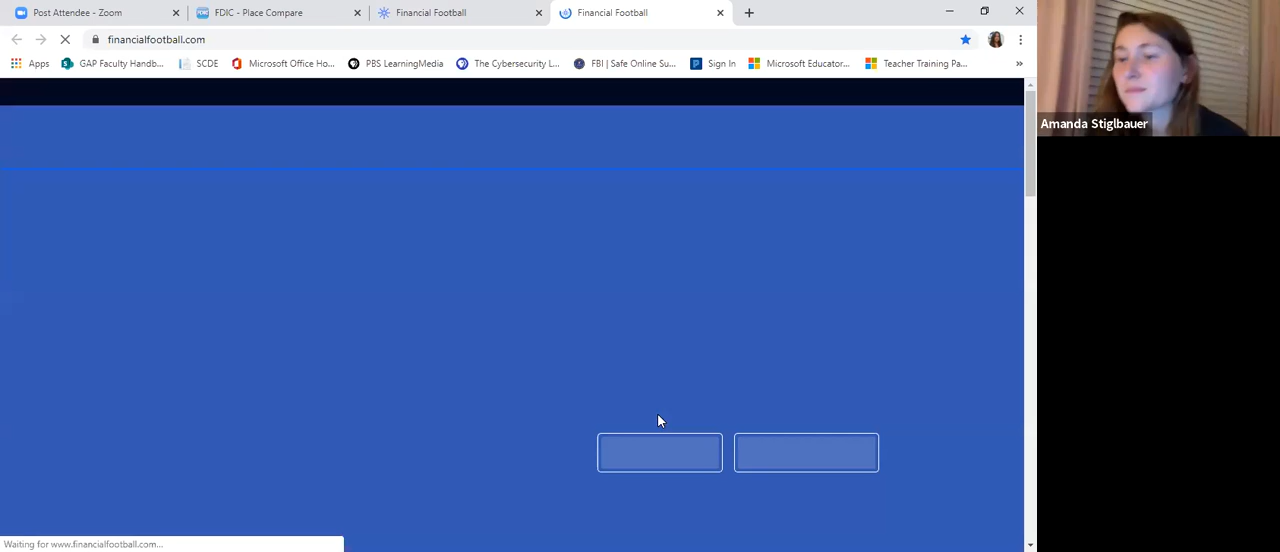 Post Attendee - Zoom
FDIC - Place Compare
Financial Football
Financial Football
financialfootball.com
Apps
GAP Faculty Handb...
SCDE
Microsoft Office Ho...
PBS LearningMedia
The Cybersecurity L...
FBI | Safe Online Su...
Sign In
Microsoft Educator...
Teacher Training Pa...
Amanda Stiglbauer
Waiting for www.financialfootball.com...